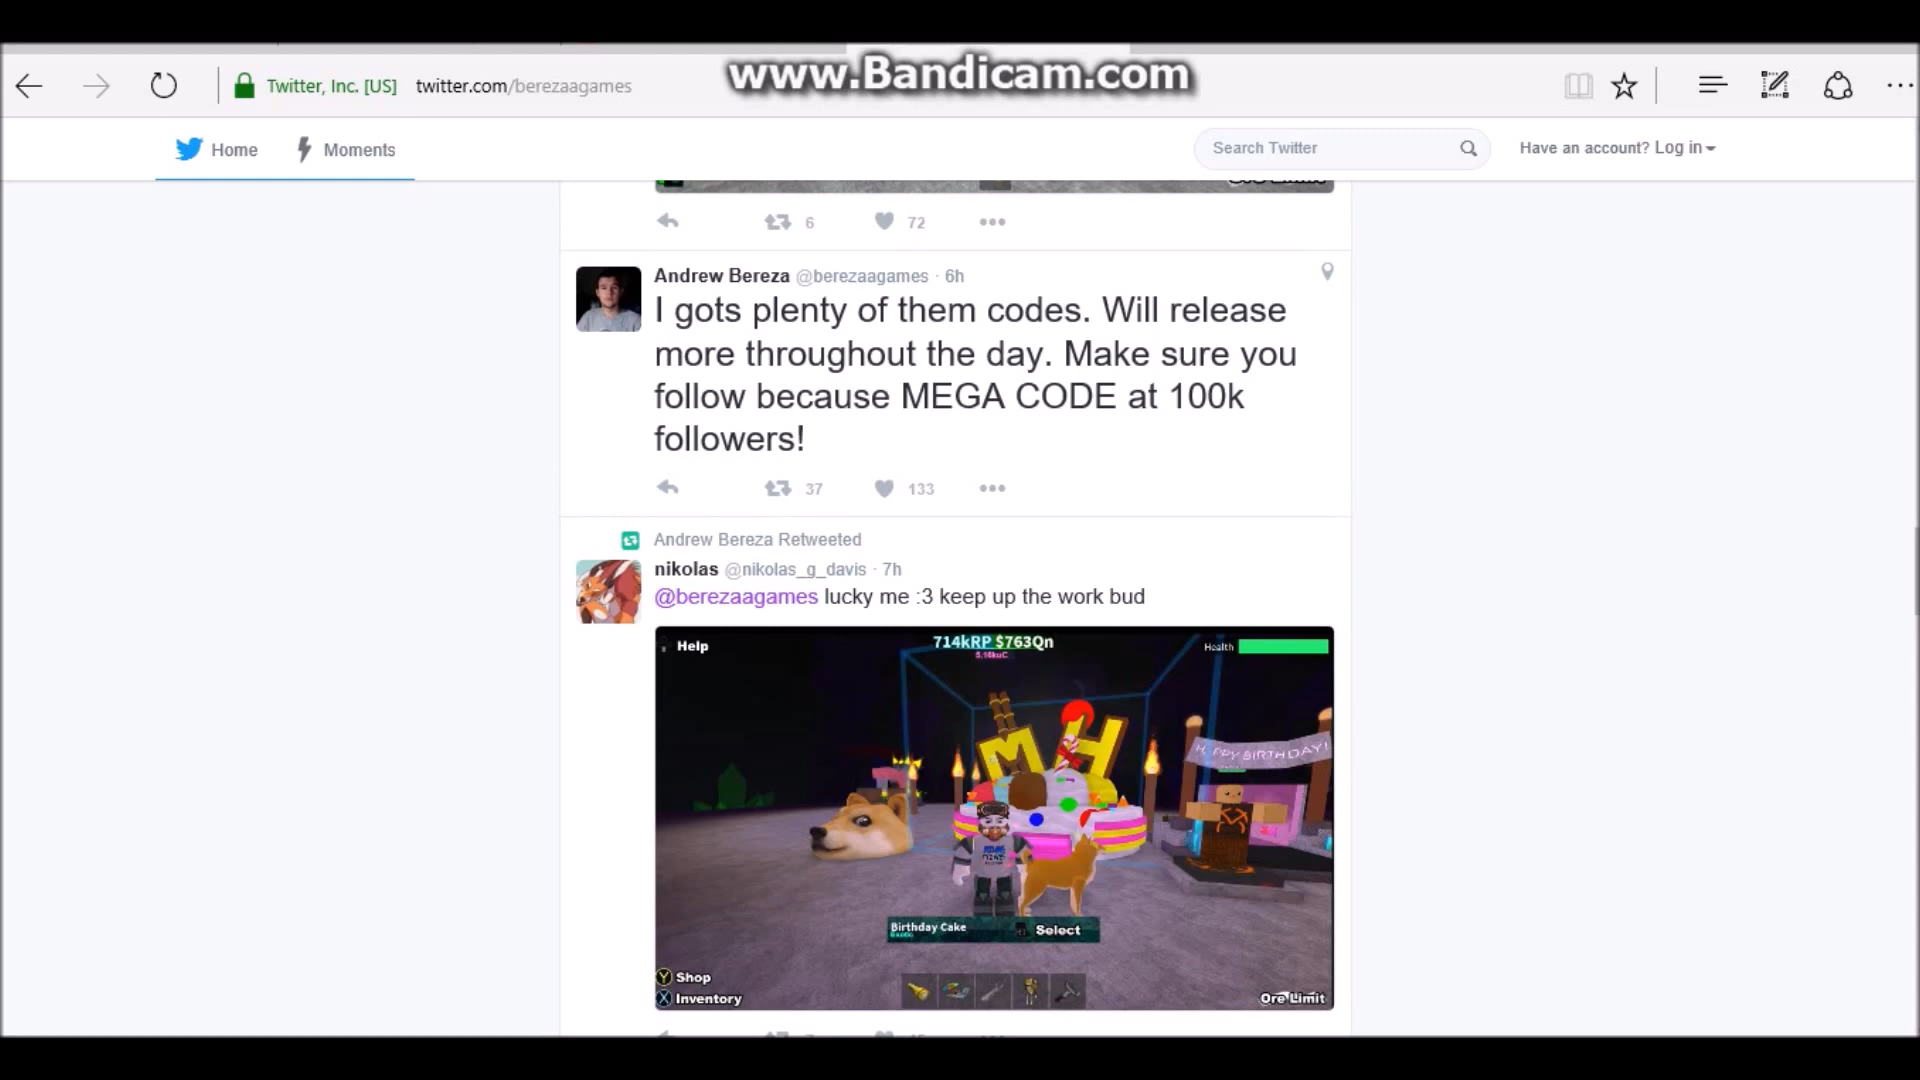 www.Bandicam.com
Twitter, Inc. [US] twitter.com/berezaagames
Home Moments
Search Twitter
Have an account? Log in
6 72
Andrew Bereza @berezaagames · 6h
I gots plenty of them codes. Will release
more throughout the day. Make sure you
follow because MEGA CODE at 100k
followers!
37 133
Andrew Bereza Retweeted
nikolas @nikolas_g_davis · 7h
@berezaagames lucky me :3 keep up the work bud
Help
714kRP $763Qn
Health
M H
HAPPY BIRTHDAY!
Birthday Cake
Select
Y Shop
X Inventory
Ore Limit